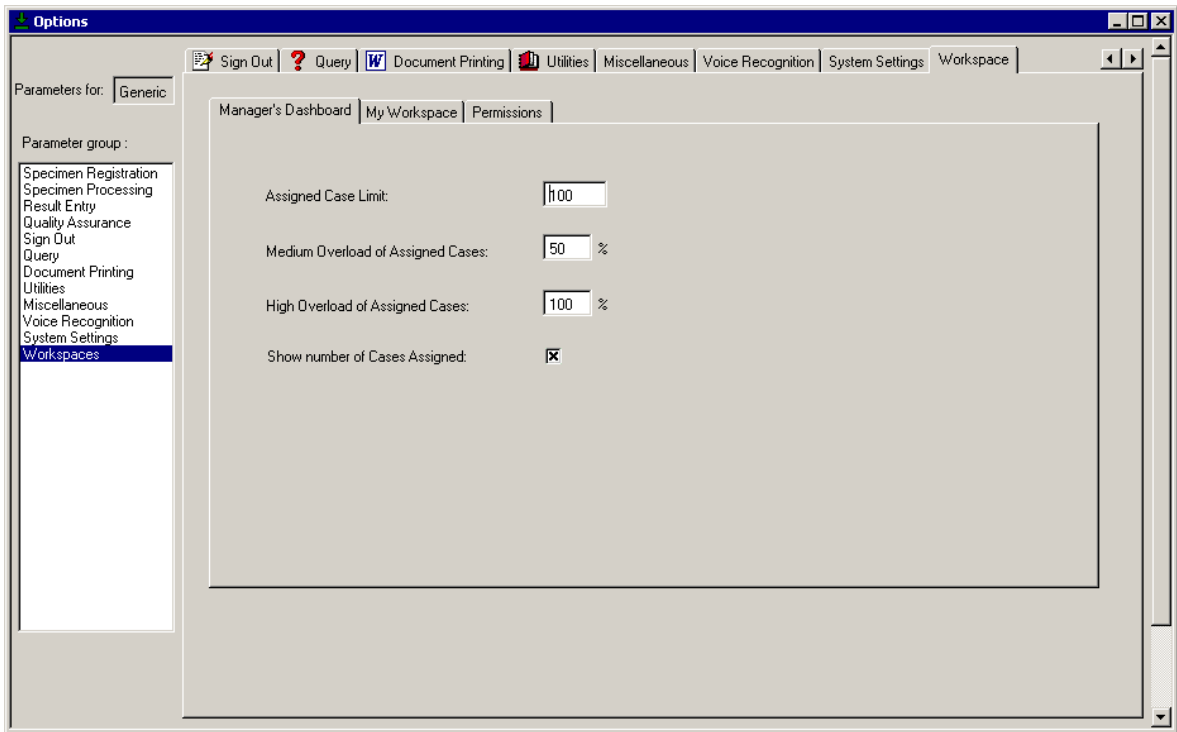 Options
Sign Out Query W Document Printing Utilities Miscellaneous Voice Recognition System Settings Workspace
Parameters for: Generic
Manager's Dashboard My Workspace Permissions
Parameter group :
Specimen Registration
Specimen Processing
Result Entry
Quality Assurance
Sign Out
Query
Document Printing
Utilities
Miscellaneous
Voice Recognition
System Settings
Workspaces
Assigned Case Limit: 100
Medium Overload of Assigned Cases: 50 %
High Overload of Assigned Cases: 100 %
Show number of Cases Assigned: